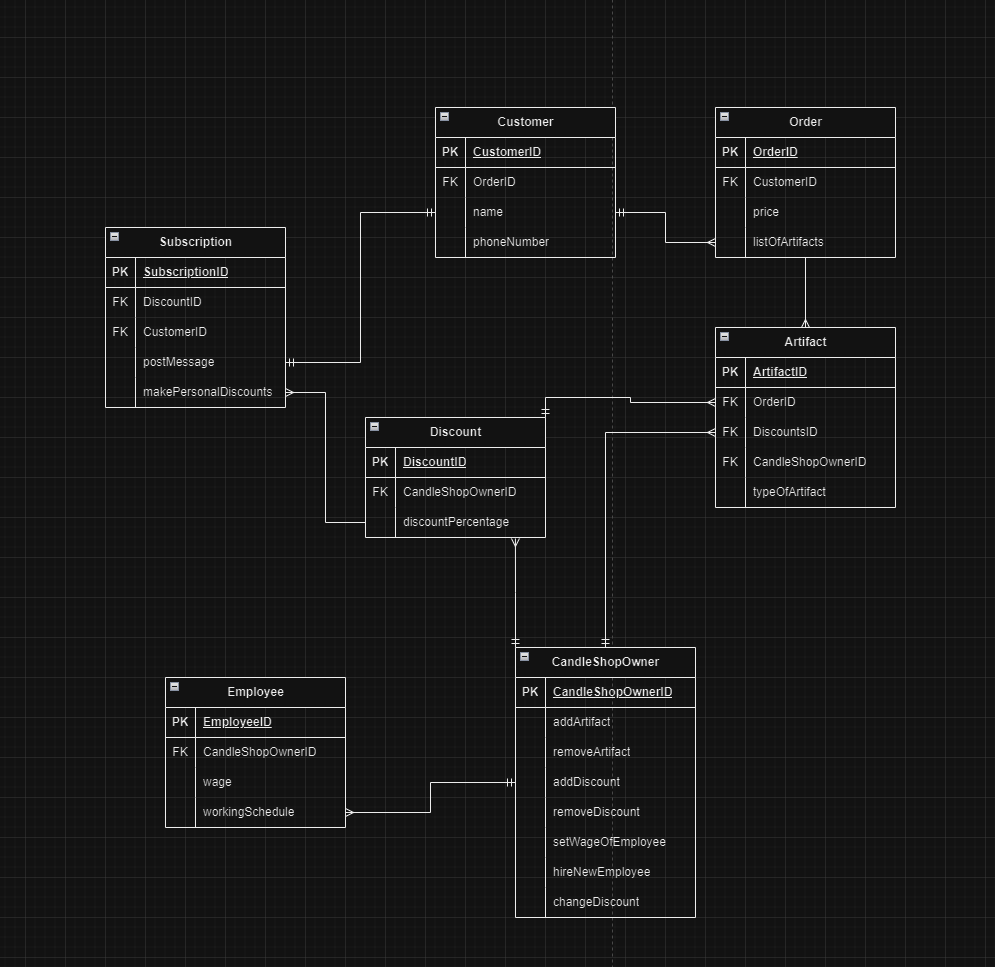 Customer
PK CustomerID
FK OrderID
name
phoneNumber
Order
PK OrderID
FK CustomerID
price
listOfArtifacts
Subscription
PK SubscriptionID
FK DiscountID
FK CustomerID
postMessage
makePersonalDiscounts
Artifact
PK ArtifactID
FK OrderID
FK DiscountsID
FK CandleShopOwnerID
typeOfArtifact
Discount
PK DiscountID
FK CandleShopOwnerID
discountPercentage
CandleShopOwner
PK CandleShopOwnerID
addArtifact
removeArtifact
addDiscount
removeDiscount
setWageOfEmployee
hireNewEmployee
changeDiscount
Employee
PK EmployeeID
FK CandleShopOwnerID
wage
workingSchedule